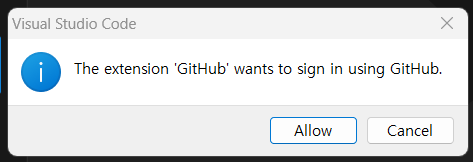 Visual Studio Code
The extension 'GitHub' wants to sign in using GitHub.
Allow
Cancel